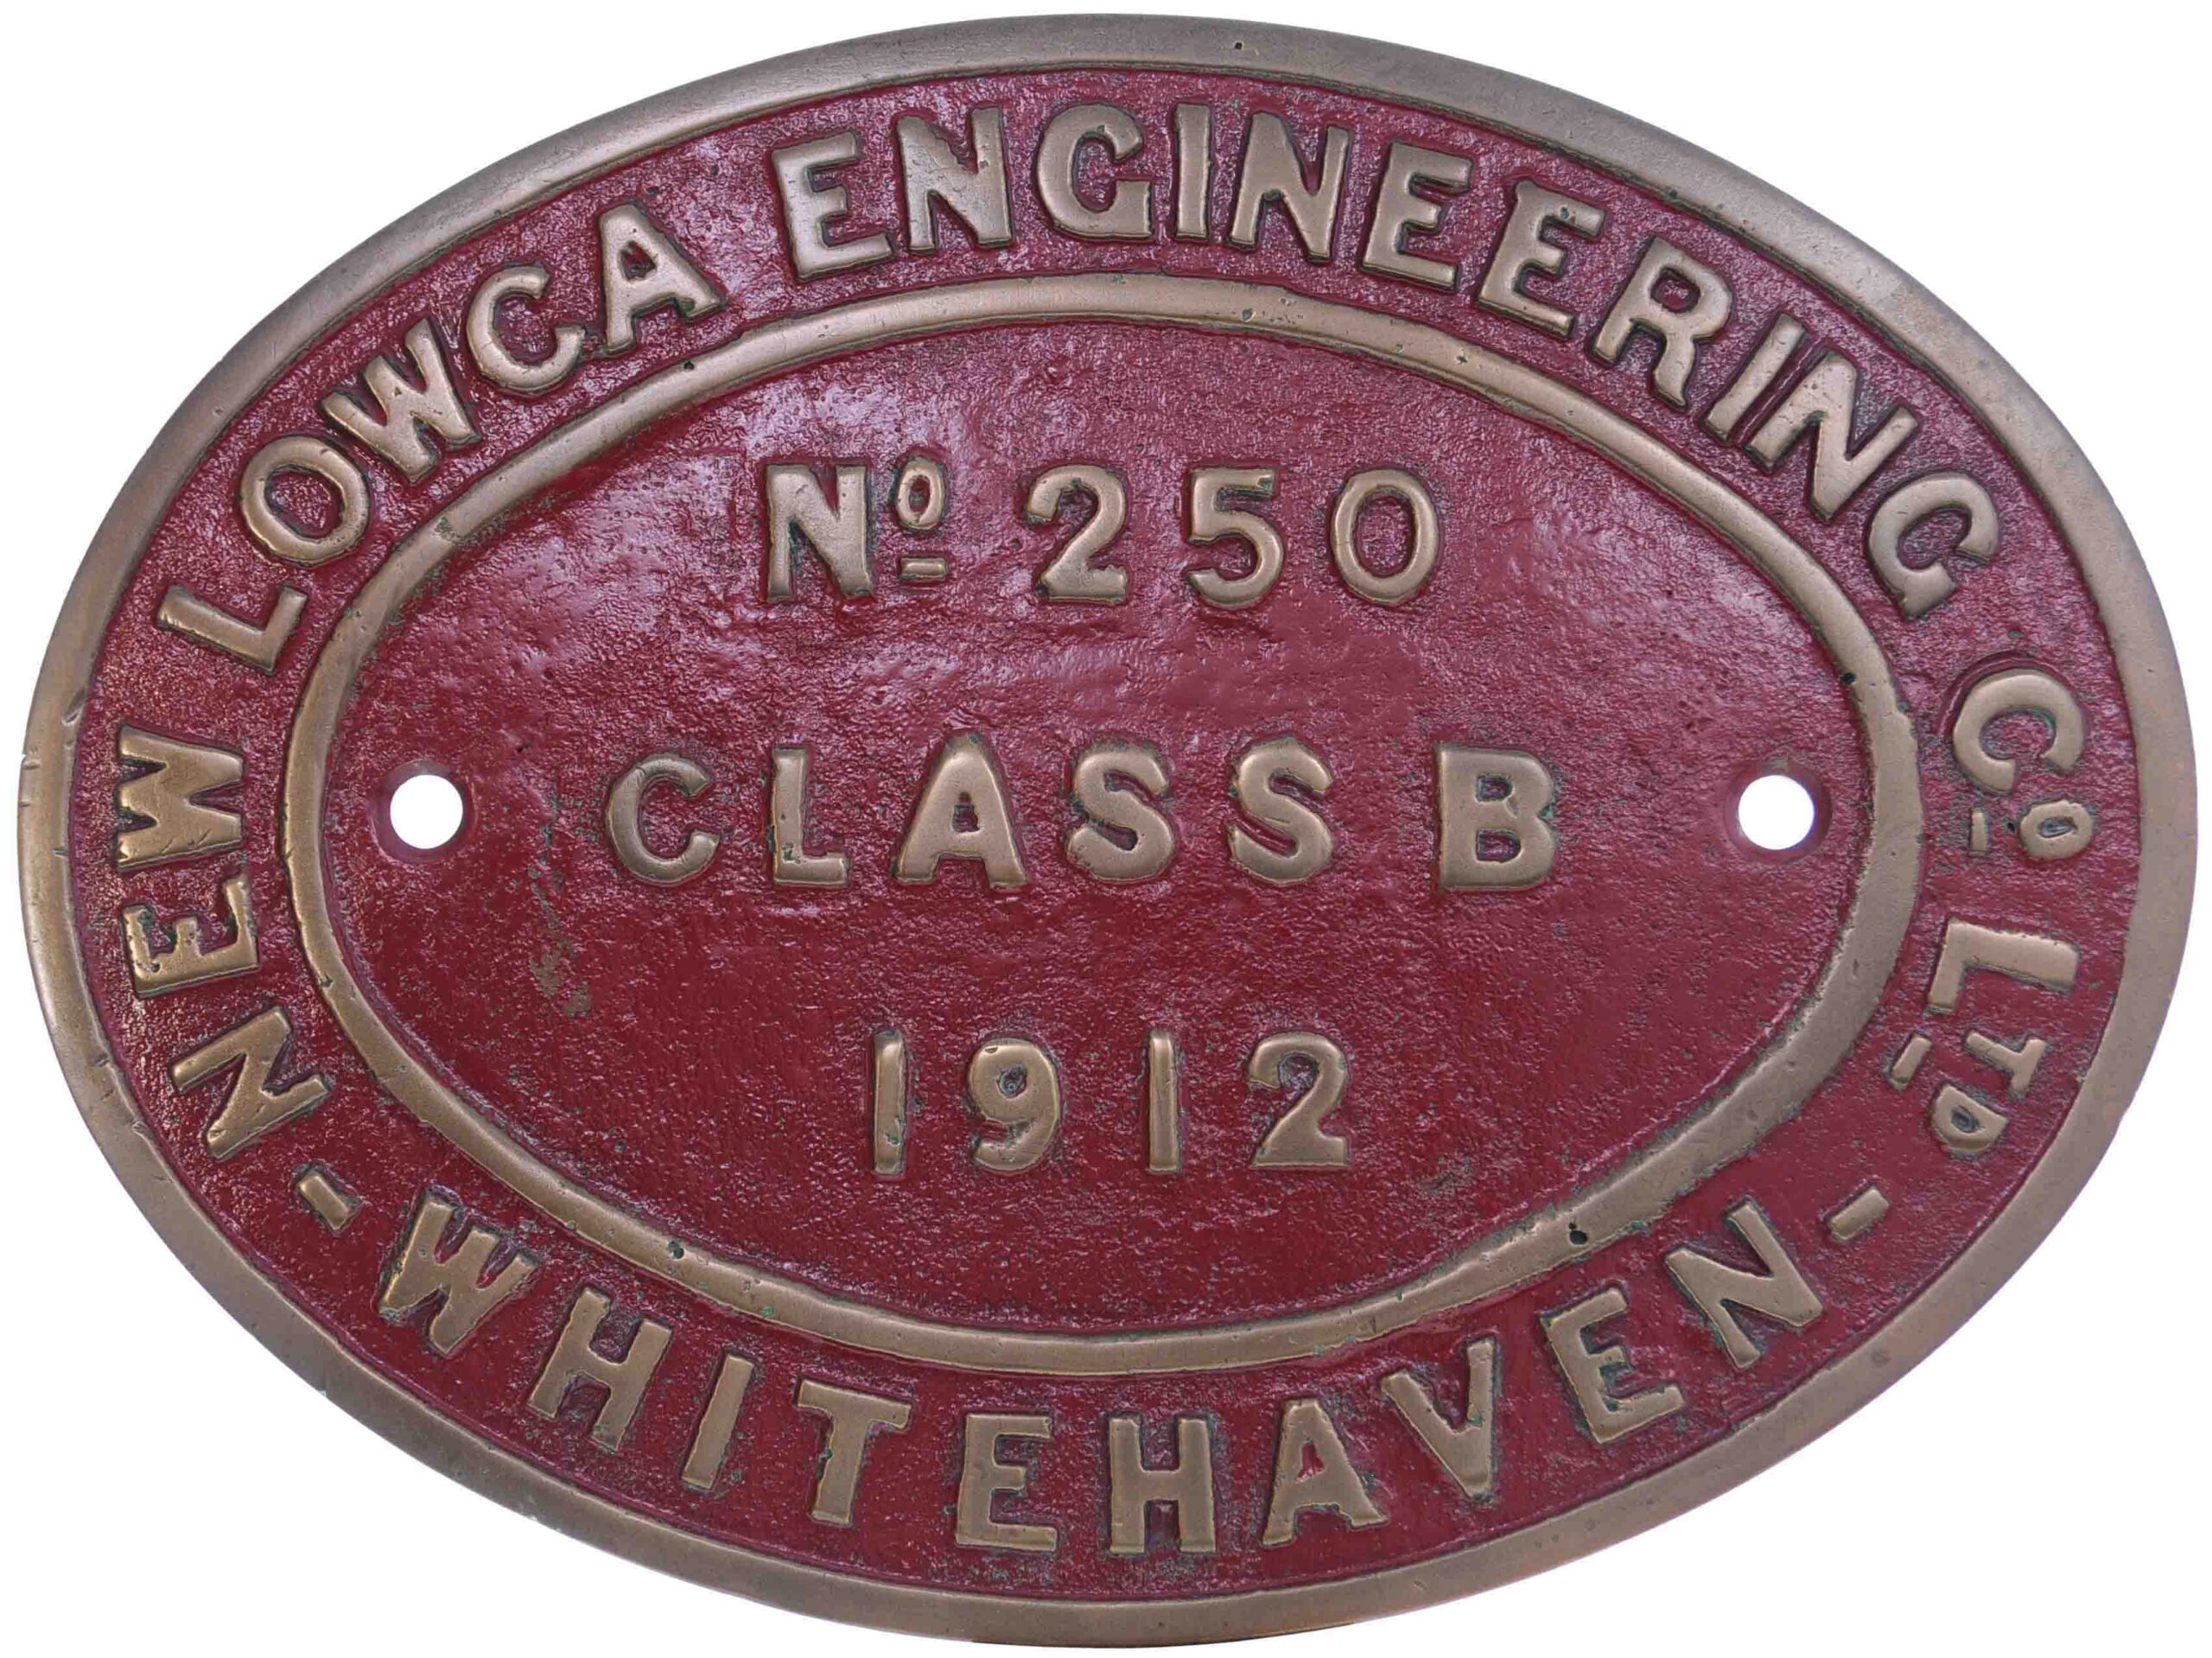 NEW LOWCA ENGINEERING Cº LTD
Nº 250
CLASS B
1912
- WHITEHAVEN -